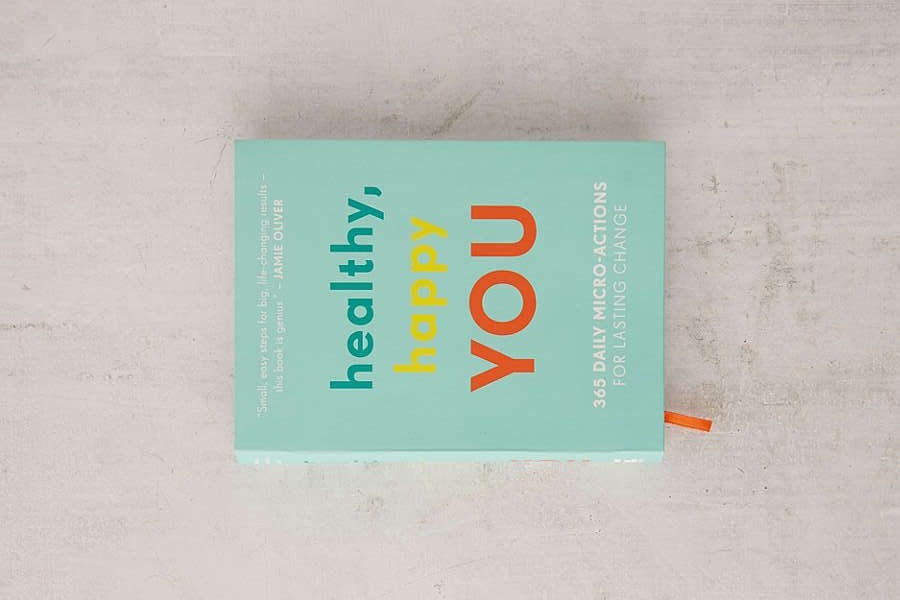 "Small, easy steps for big, life-changing results –
this book is genius." – JAMIE OLIVER
healthy,
happy
YOU
365 DAILY MICRO-ACTIONS
FOR LASTING CHANGE